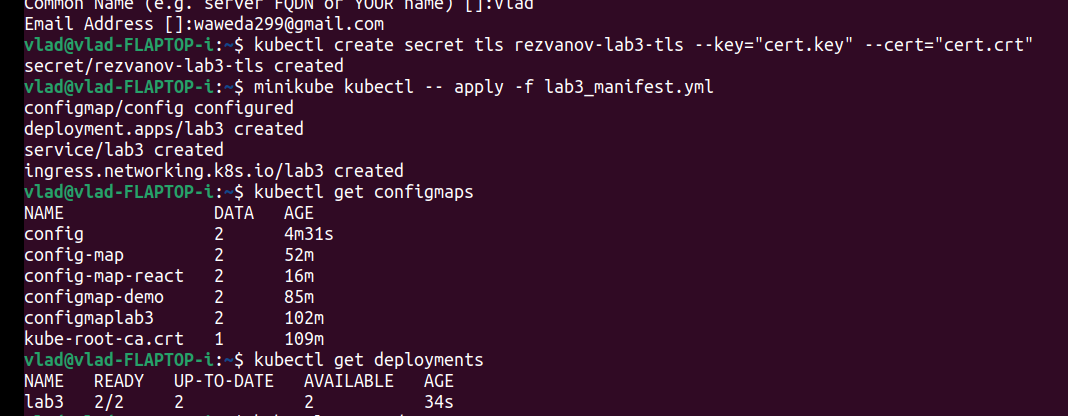 Common Name (e.g. server FQDN or YOUR name) []:vlad
Email Address []:waweda299@gmail.com
vlad@vlad-FLAPTOP-i:~$ kubectl create secret tls rezvanov-lab3-tls --key="cert.key" --cert="cert.crt"
secret/rezvanov-lab3-tls created
vlad@vlad-FLAPTOP-i:~$ minikube kubectl -- apply -f lab3_manifest.yml
configmap/config configured
deployment.apps/lab3 created
service/lab3 created
ingress.networking.k8s.io/lab3 created
vlad@vlad-FLAPTOP-i:~$ kubectl get configmaps
NAME DATA AGE
config 2 4m31s
config-map 2 52m
config-map-react 2 16m
configmap-demo 2 85m
configmaplab3 2 102m
kube-root-ca.crt 1 109m
vlad@vlad-FLAPTOP-i:~$ kubectl get deployments
NAME READY UP-TO-DATE AVAILABLE AGE
lab3 2/2 2 2 34s